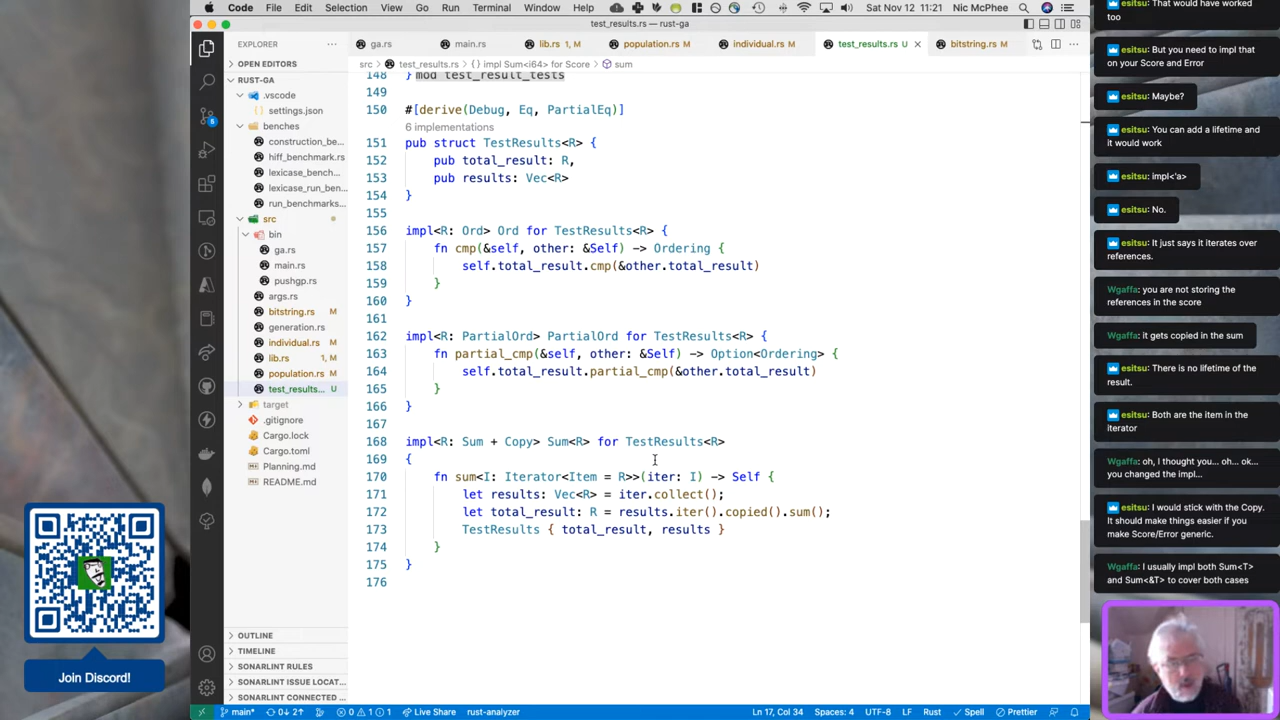 Code File Edit Selection View Go Run Terminal Window Help
Sat Nov 12 11:21 Nic McPhee
test_results.rs — rust-ga
EXPLORER
OPEN EDITORS
RUST-GA
.vscode
settings.json
benches
construction_be...
hiff_benchmark.rs
lexicase_bench...
lexicase_run_ben...
run_benchmarks...
src
bin
ga.rs
main.rs
pushgp.rs
args.rs
bitstring.rs M
generation.rs
individual.rs M
lib.rs 1, M
population.rs M
test_results... U
target
.gitignore
Cargo.lock
Cargo.toml
Planning.md
README.md
OUTLINE
TIMELINE
SONARLINT RULES
SONARLINT ISSUE LOCAT...
SONARLINT CONNECTED ...
5
ga.rs main.rs lib.rs 1, M population.rs M individual.rs M test_results.rs U bitstring.rs M
src > test_results.rs > {} impl Sum<i64> for Score > sum
148 } mod test_result_tests
149
150 #[derive(Debug, Eq, PartialEq)]
6 implementations
151 pub struct TestResults<R> {
152 pub total_result: R,
153 pub results: Vec<R>
154 }
155
156 impl<R: Ord> Ord for TestResults<R> {
157 fn cmp(&self, other: &Self) -> Ordering {
158 self.total_result.cmp(&other.total_result)
159 }
160 }
161
162 impl<R: PartialOrd> PartialOrd for TestResults<R> {
163 fn partial_cmp(&self, other: &Self) -> Option<Ordering> {
164 self.total_result.partial_cmp(&other.total_result)
165 }
166 }
167
168 impl<R: Sum + Copy> Sum<R> for TestResults<R>
169 {
170 fn sum<I: Iterator<Item = R>>(iter: I) -> Self {
171 let results: Vec<R> = iter.collect();
172 let total_result: R = results.iter().copied().sum();
173 TestResults { total_result, results }
174 }
175 }
176
main* 0↓ 2↑ 0 1 1 Live Share rust-analyzer
Ln 17, Col 34 Spaces: 4 UTF-8 LF Rust Spell Prettier
esitsu: That would have worked
too
esitsu: But you need to impl that
on your Score and Error
esitsu: Maybe?
esitsu: You can add a lifetime and
it would work
esitsu: impl<'a>
esitsu: No.
esitsu: It just says it iterates over
references.
Wgaffa: you are not storing the
references in the score
Wgaffa: it gets copied in the sum
esitsu: There is no lifetime of the
result.
esitsu: Both are the item in the
iterator
Wgaffa: oh, I thought you... oh... ok...
you changed the impl...
esitsu: I would stick with the Copy.
It should make things easier if you
make Score/Error generic.
Wgaffa: I usually impl both Sum<T>
and Sum<&T> to cover both cases
Join Discord!